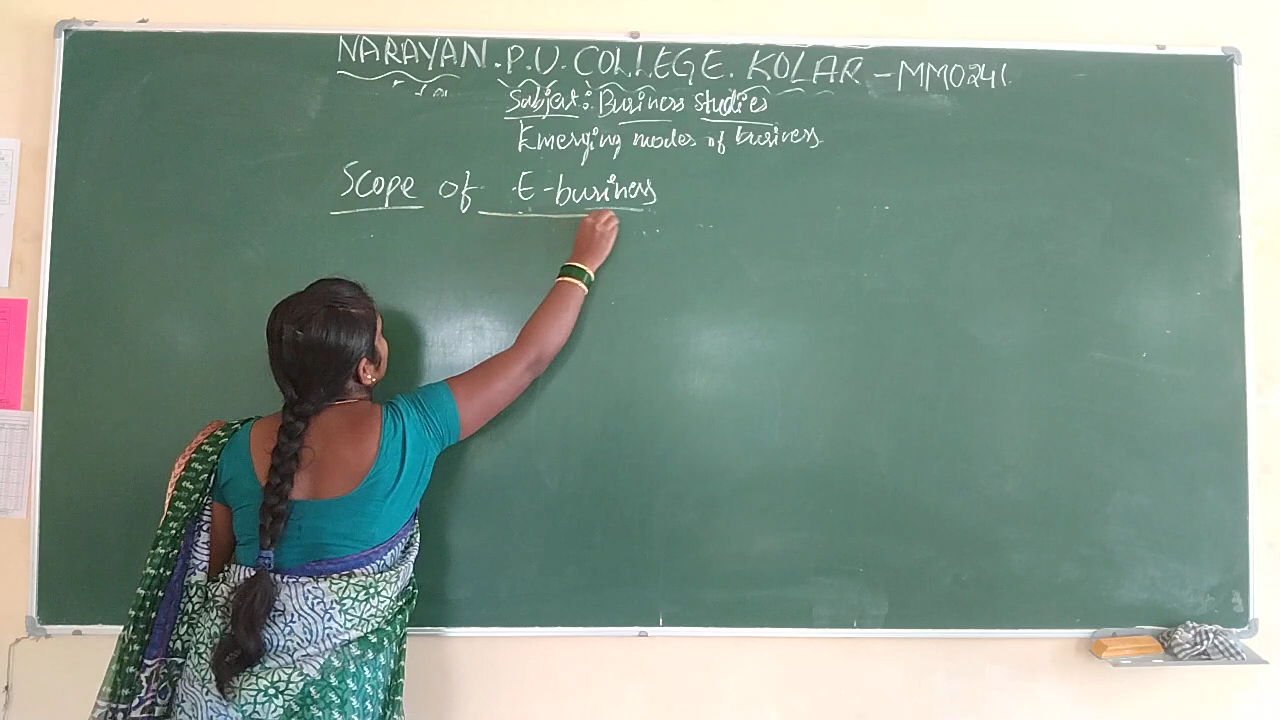 NARAYAN.P.U.COLLEGE.KOLAR-MM0241
Subject: Business studies
Emerging modes of business
Scope of E-business